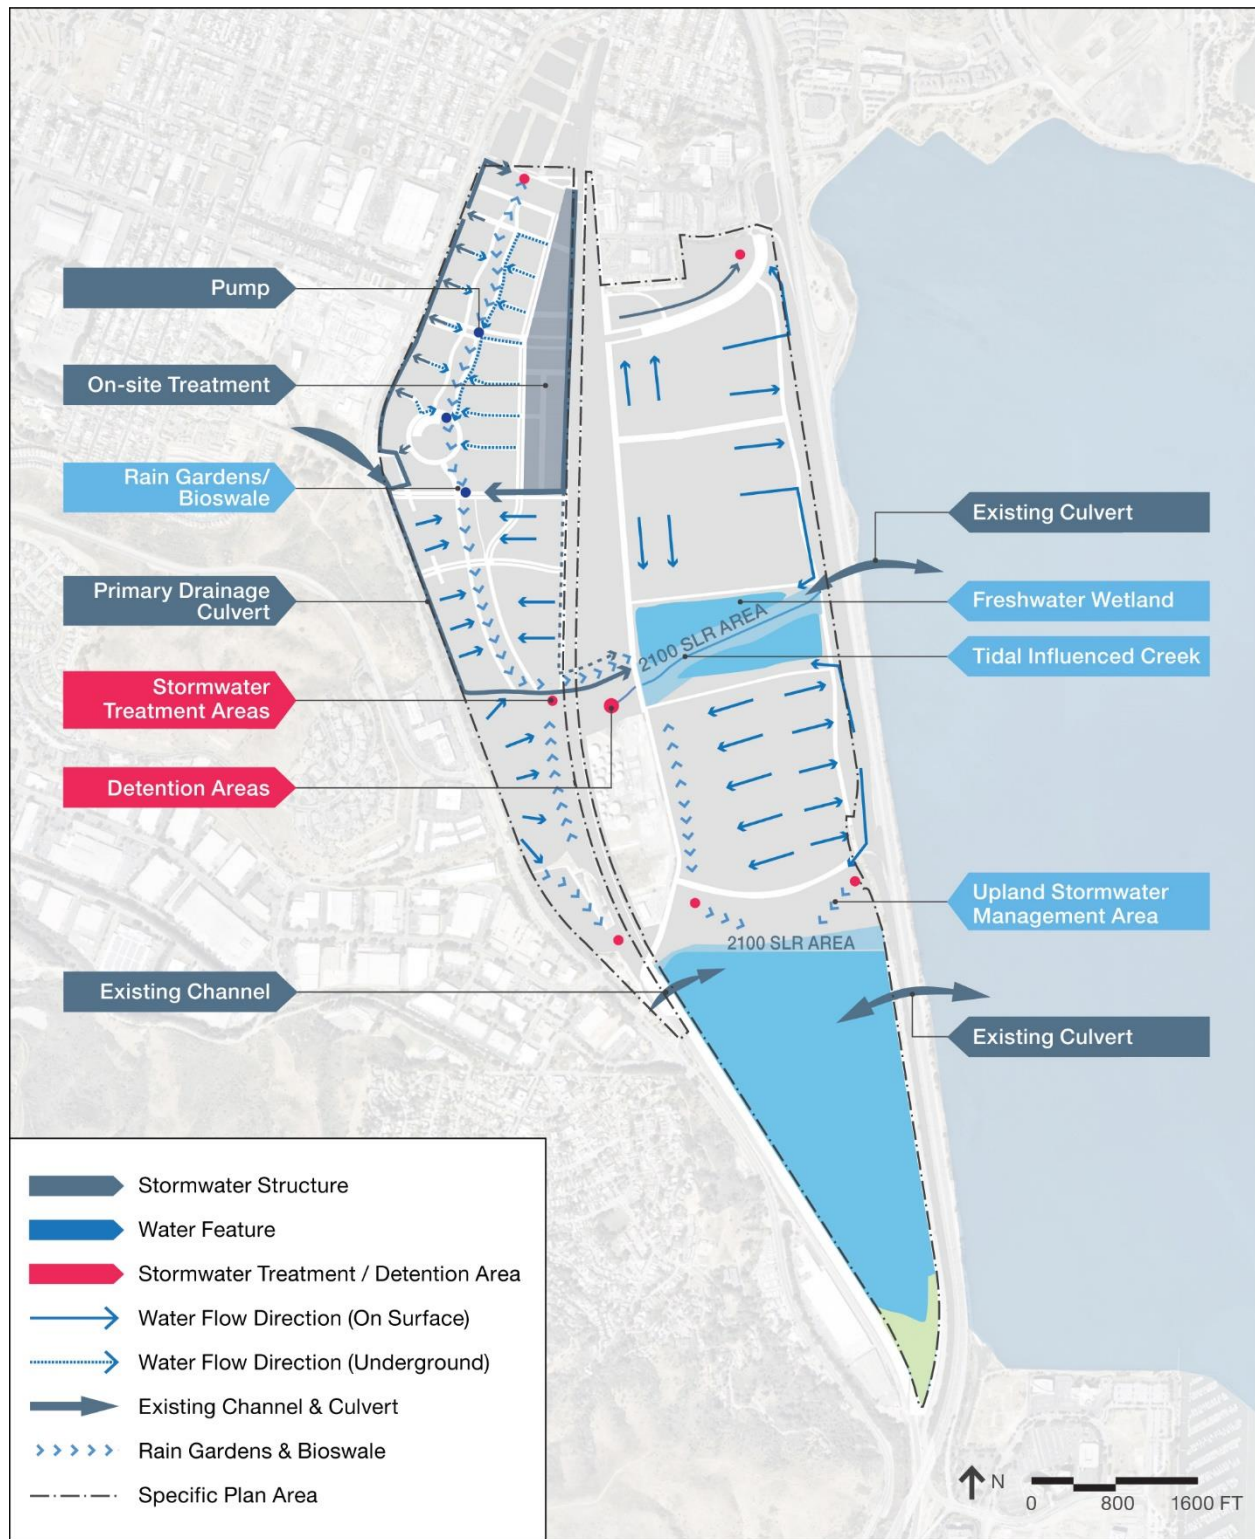 Pump
On-site Treatment
Rain Gardens/
Bioswale
Primary Drainage
Culvert
Stormwater
Treatment Areas
Detention Areas
Existing Channel
Existing Culvert
Freshwater Wetland
Tidal Influenced Creek
Upland Stormwater
Management Area
Existing Culvert
2100 SLR AREA
2100 SLR AREA
Stormwater Structure
Water Feature
Stormwater Treatment / Detention Area
Water Flow Direction (On Surface)
Water Flow Direction (Underground)
Existing Channel & Culvert
Rain Gardens & Bioswale
Specific Plan Area
N
0 800 1600 FT